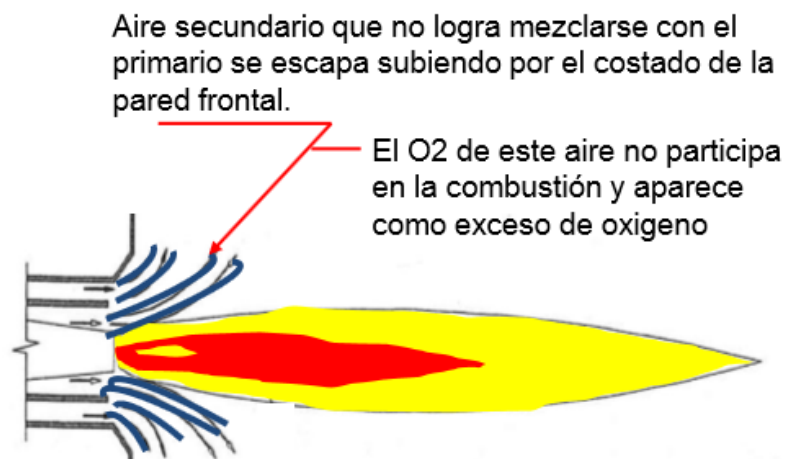 Aire secundario que no logra mezclarse con el
primario se escapa subiendo por el costado de la
pared frontal.
El O2 de este aire no participa
en la combustión y aparece
como exceso de oxigeno